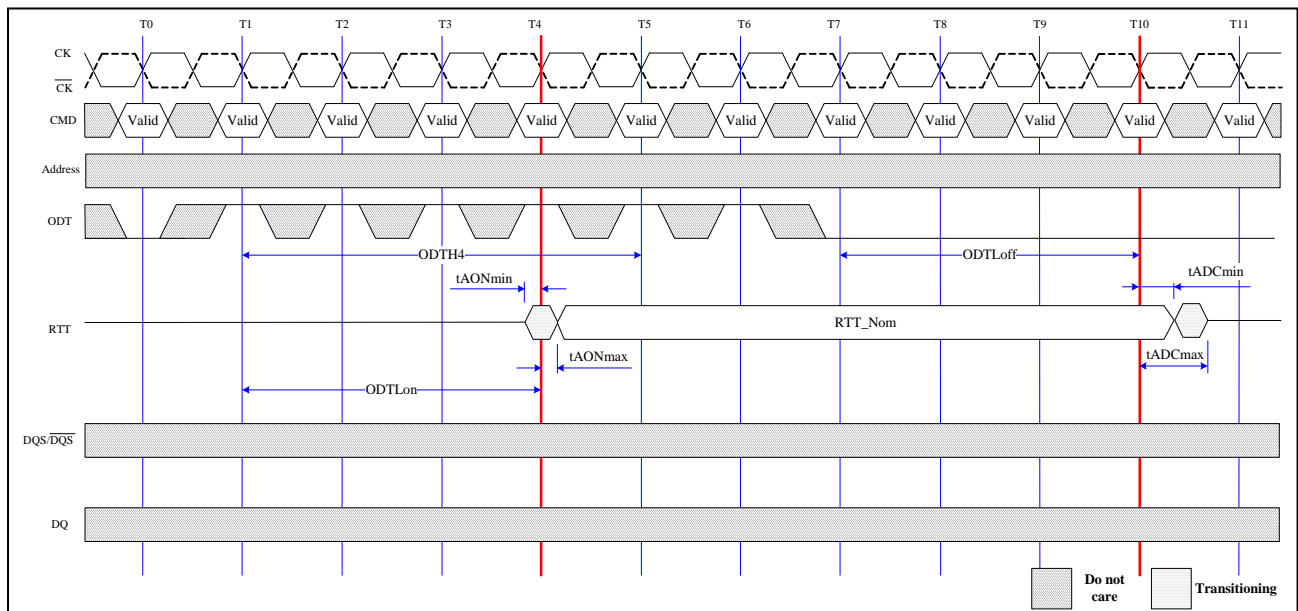 T0 T1 T2 T3 T4 T5 T6 T7 T8 T9 T10 T11
CK
CK
CMD Valid Valid Valid Valid Valid Valid Valid Valid Valid Valid Valid Valid
Address
ODT
ODTH4 ODTLoff
tAONmin tADCmin
RTT RTT_Nom
tAONmax tADCmax
ODTLon
DQS/DQS
DQ
Do not care Transitioning